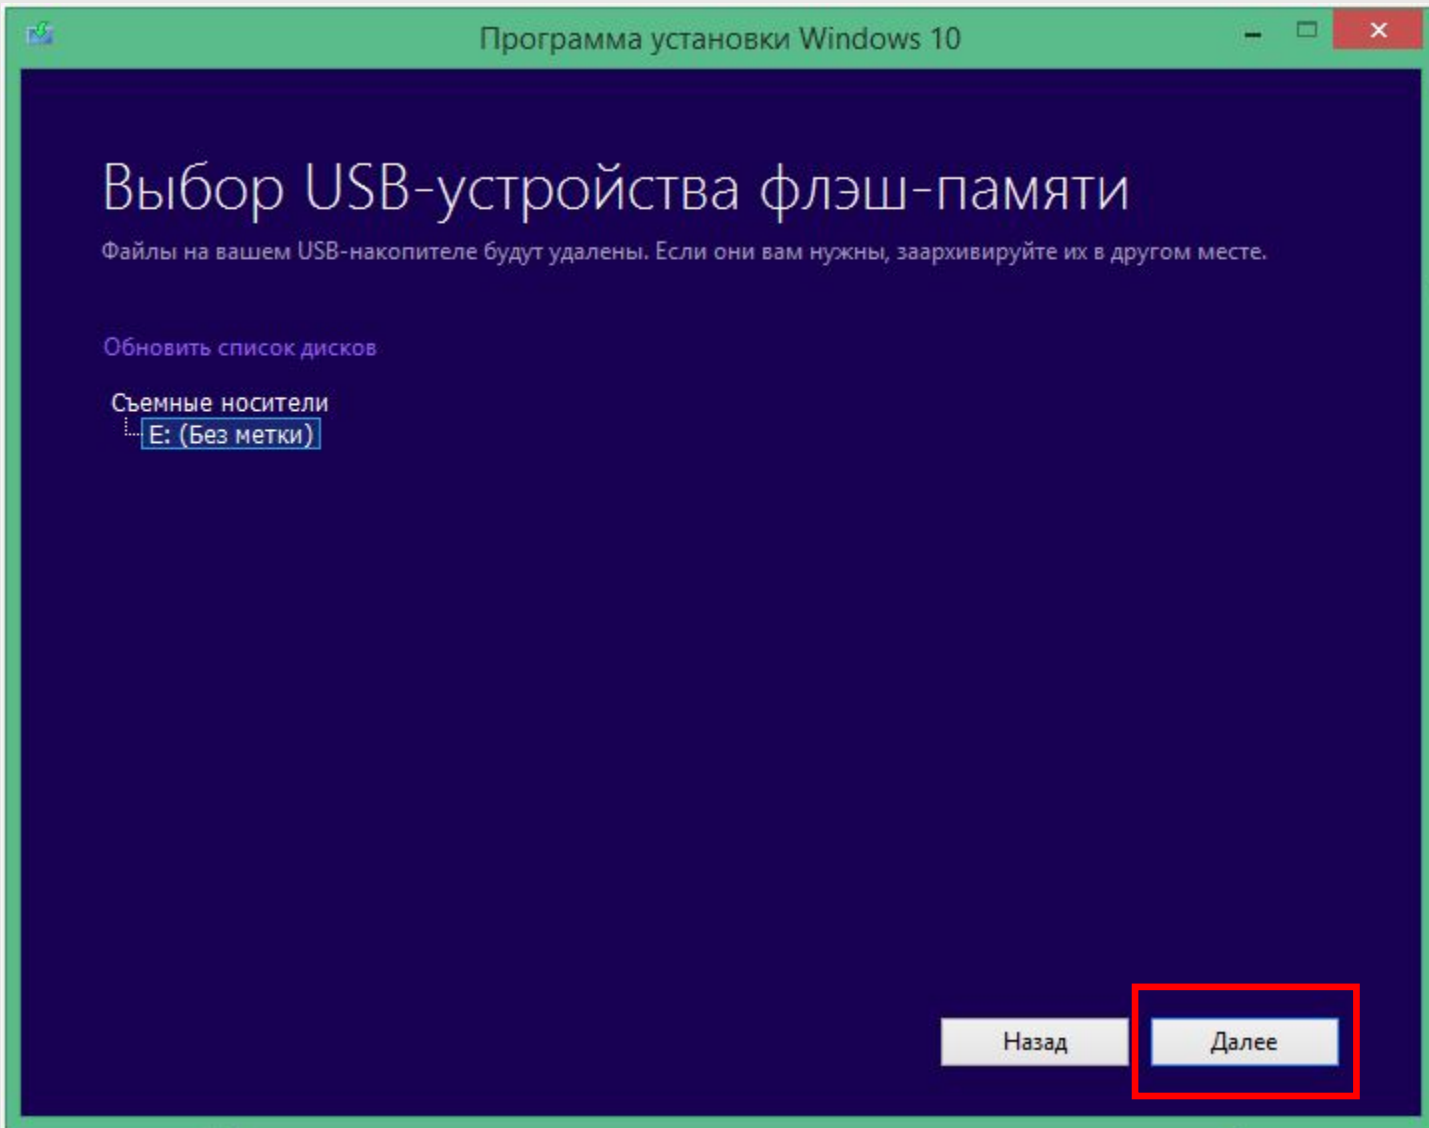 Программа установки Windows 10
Выбор USB-устройства флэш-памяти
Файлы на вашем USB-накопителе будут удалены. Если они вам нужны, заархивируйте их в другом месте.
Обновить список дисков
Съемные носители
E: (Без метки)
Назад
Далее